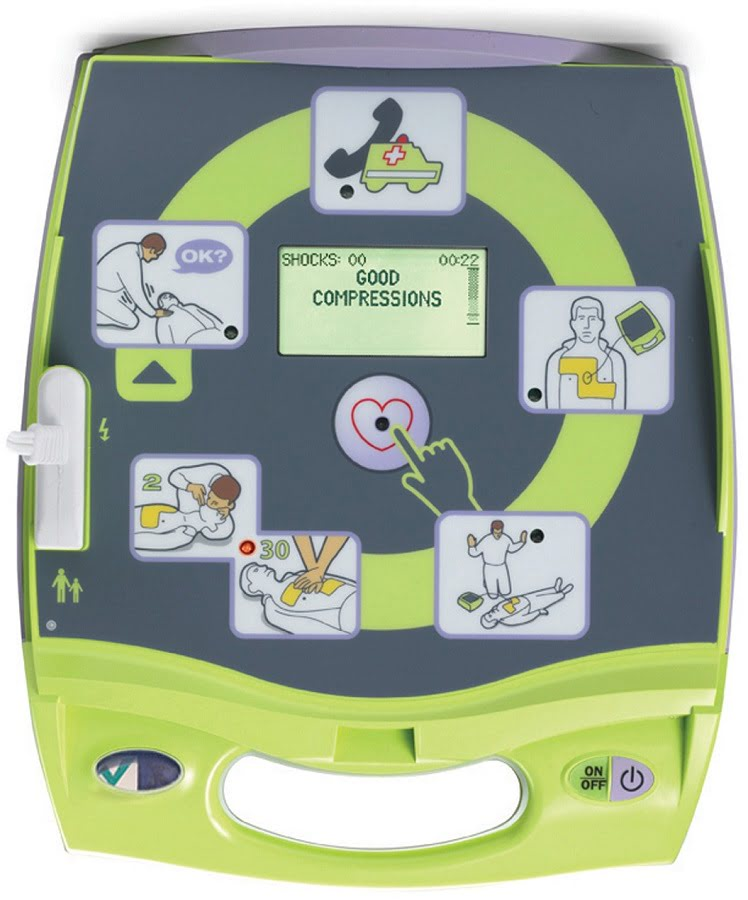 OK?
SHOCKS: 00 00:22
GOOD
COMPRESSIONS
2
30
ON
OFF